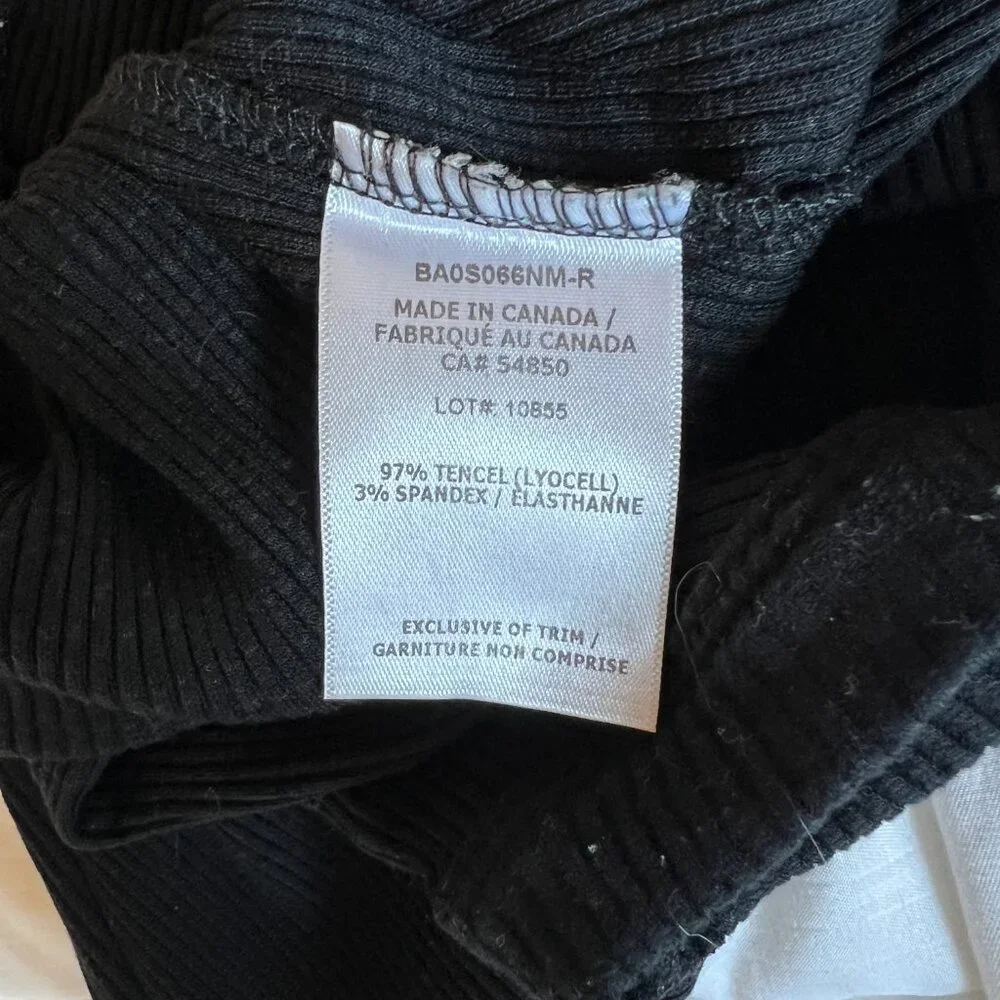 BA0S066NM-R
MADE IN CANADA /
FABRIQUÉ AU CANADA
CA# 54850
LOT#: 10855
97% TENCEL (LYOCELL)
3% SPANDEX / ELASTHANNE
EXCLUSIVE OF TRIM /
GARNITURE NON COMPRISE